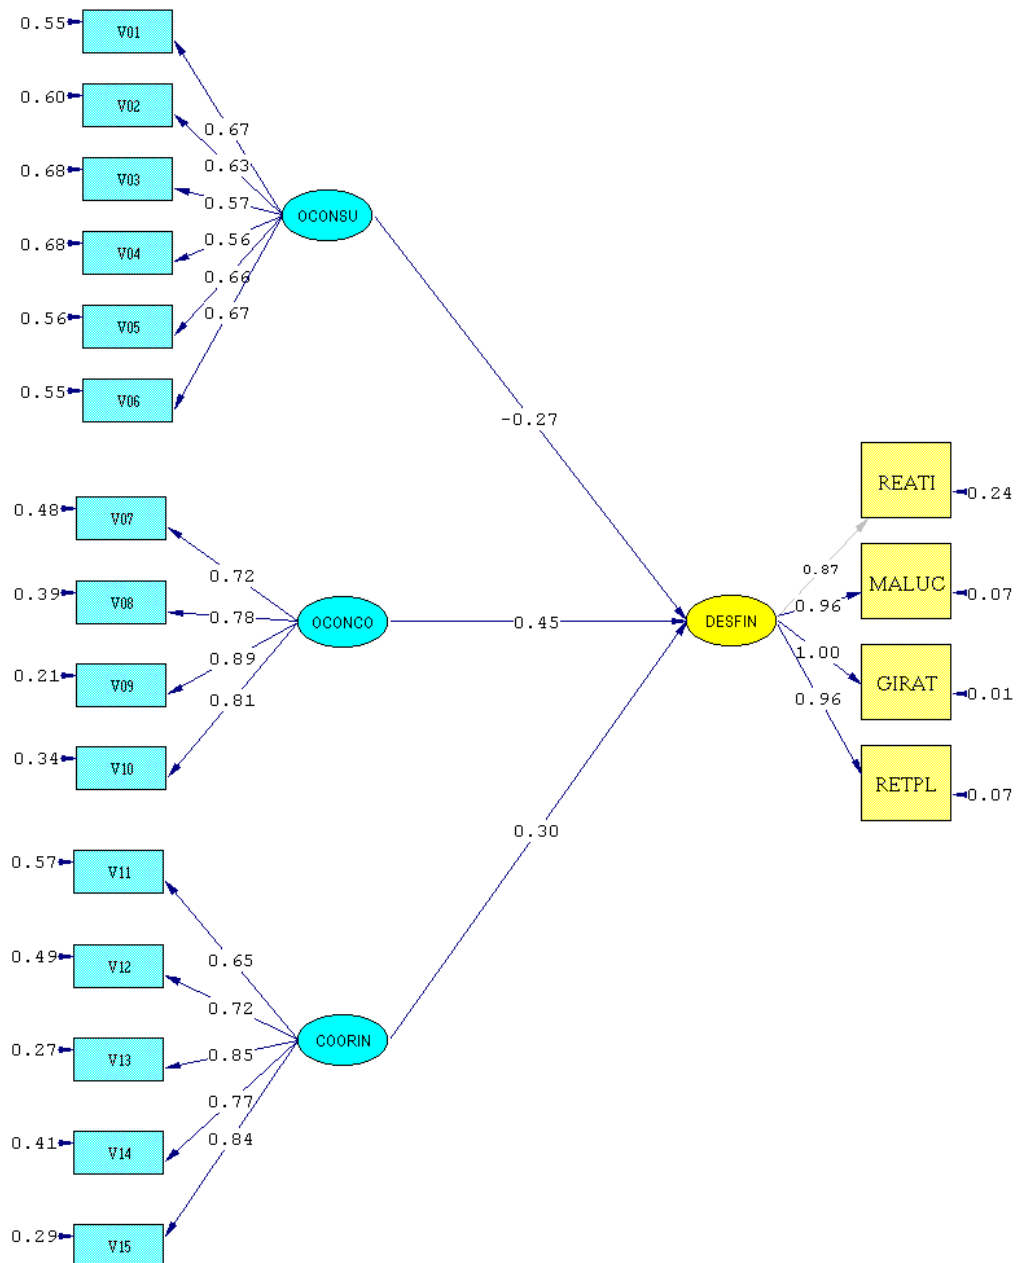 0.55 V01
0.60 V02
0.67
0.63
0.68 V03
0.57
OCONSU
0.68 V04
0.56
0.66
0.56 V05
0.67
0.55 V06
-0.27
REATI 0.24
0.48 V07
0.72
0.87
0.39 V08
0.78
OCONCO
0.45
DESFIN
0.96
MALUC 0.07
0.21 V09
0.89
1.00
GIRAT 0.01
0.81
0.96
0.34 V10
RETPL 0.07
0.30
0.57 V11
0.65
0.49 V12
0.72
0.27 V13
0.85
COORIN
0.77
0.41 V14
0.84
0.29 V15